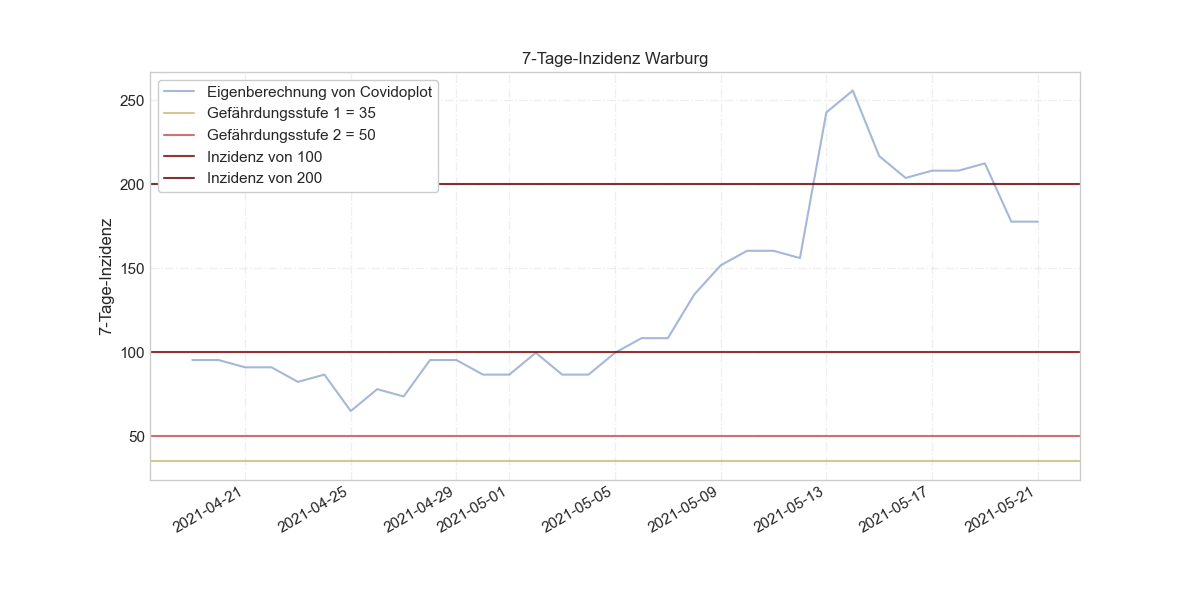 7-Tage-Inzidenz Warburg
Eigenberechnung von Covidoplot
Gefährdungsstufe 1 = 35
Gefährdungsstufe 2 = 50
Inzidenz von 100
Inzidenz von 200
7-Tage-Inzidenz
250
200
150
100
50
2021-04-21
2021-04-25
2021-04-29
2021-05-01
2021-05-05
2021-05-09
2021-05-13
2021-05-17
2021-05-21